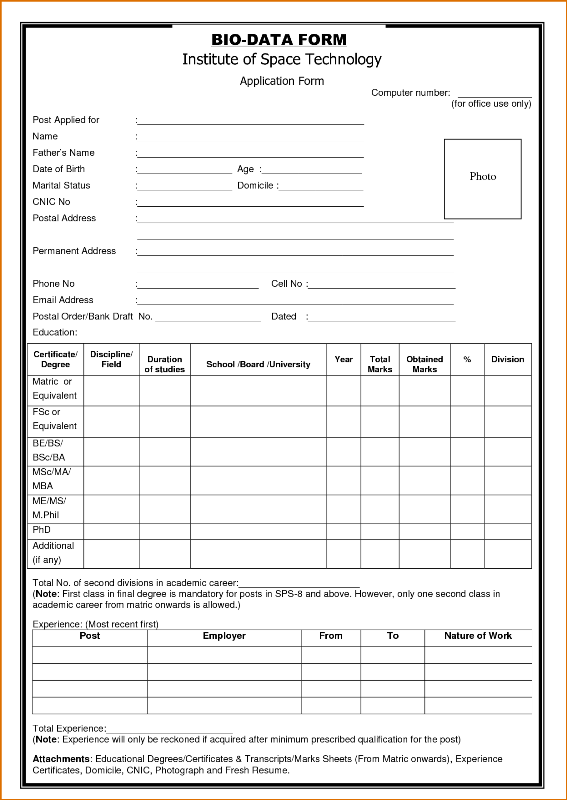 BIO-DATA FORM
Institute of Space Technology
Application Form
Computer number: ______________
(for office use only)
Post Applied for :
Name :
Father's Name :
Date of Birth : Age :
Marital Status : Domicile :
CNIC No :
Postal Address :
Permanent Address :
Photo
Phone No : Cell No :
Email Address :
Postal Order/Bank Draft No. Dated :
Education:
Certificate/ Degree Discipline/ Field Duration of studies School /Board /University Year Total Marks Obtained Marks % Division
Matric or
Equivalent
FSc or
Equivalent
BE/BS/
BSc/BA
MSc/MA/
MBA
ME/MS/
M.Phil
PhD
Additional
(if any)
Total No. of second divisions in academic career:
(Note: First class in final degree is mandatory for posts in SPS-8 and above. However, only one second class in
academic career from matric onwards is allowed.)
Experience: (Most recent first)
Post Employer From To Nature of Work
Total Experience:
(Note: Experience will only be reckoned if acquired after minimum prescribed qualification for the post)
Attachments: Educational Degrees/Certificates & Transcripts/Marks Sheets (From Matric onwards), Experience
Certificates, Domicile, CNIC, Photograph and Fresh Resume.